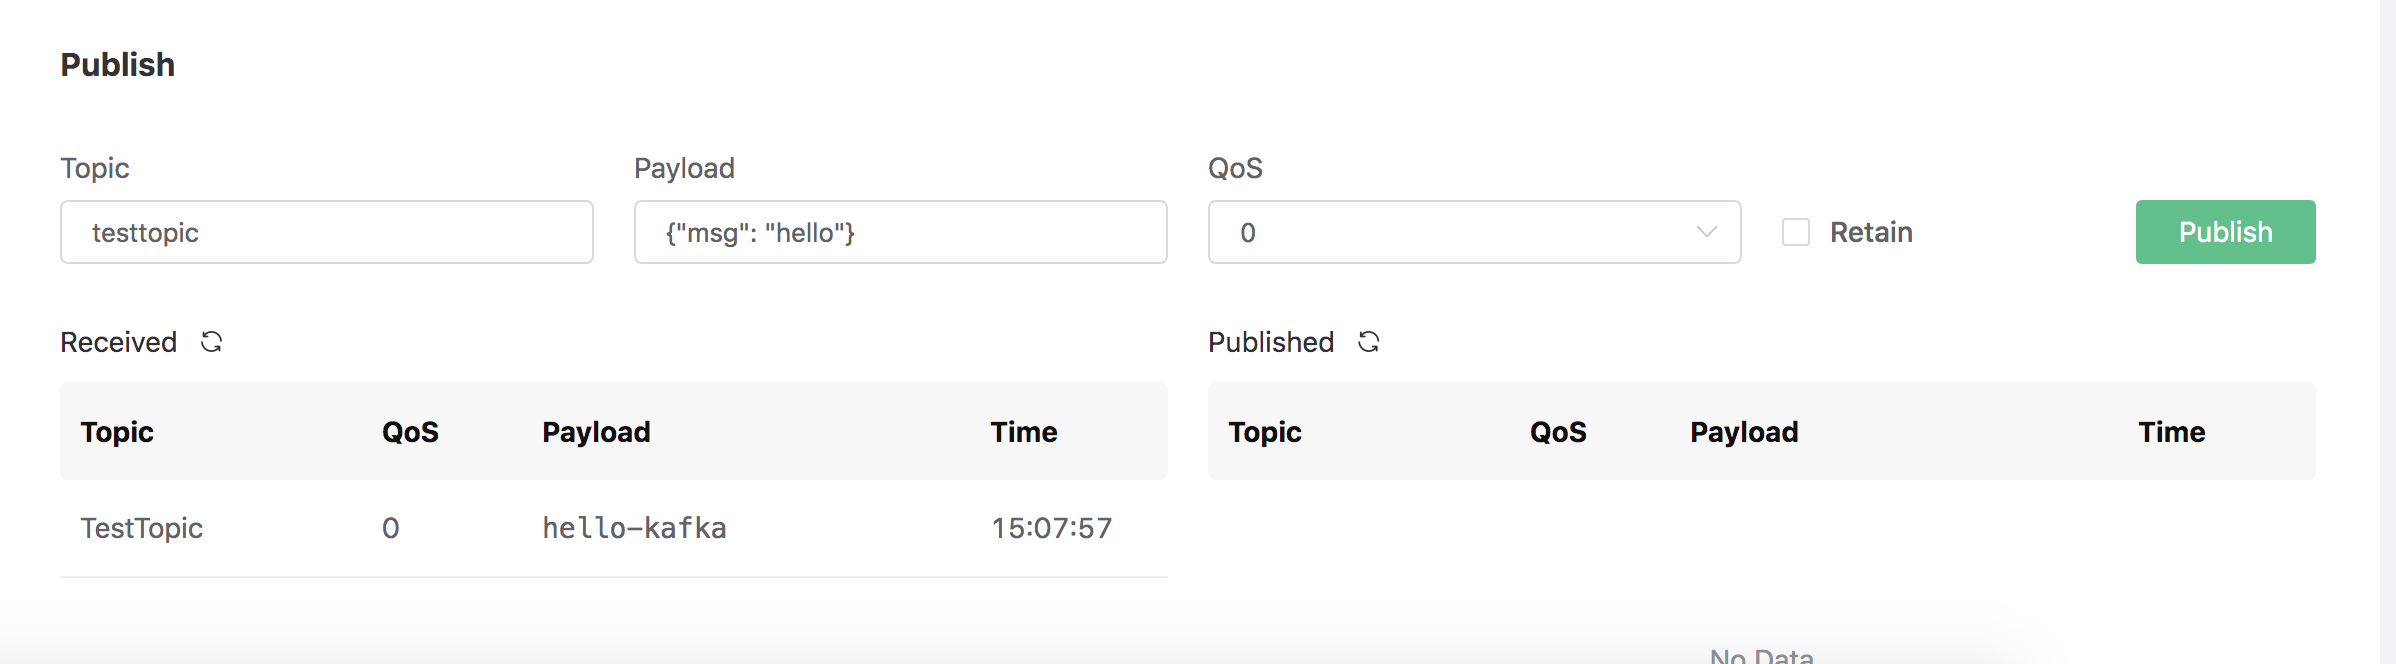 Publish
Topic Payload QoS
testtopic {"msg": "hello"} 0 Retain Publish
Received Published
Topic QoS Payload Time Topic QoS Payload Time
TestTopic 0 hello-kafka 15:07:57
No Data